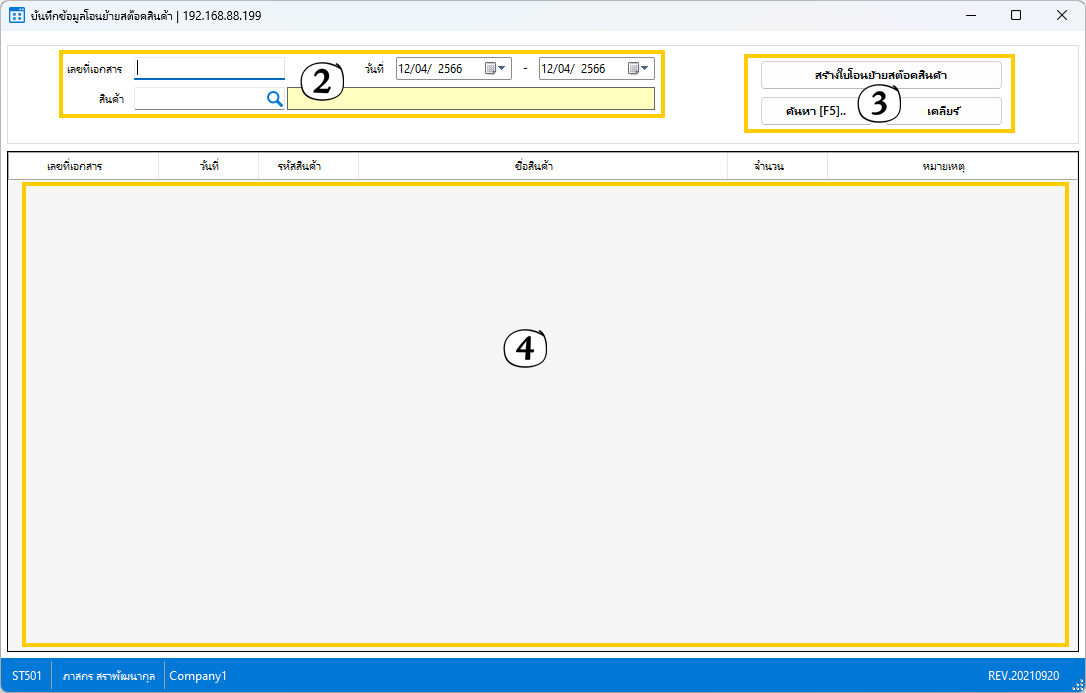 บันทึกข้อมูลโอนย้ายสต๊อคสินค้า | 192.168.88.199
เลขที่เอกสาร วันที่ 12/04/ 2566 - 12/04/ 2566
สินค้า
2
สร้างใบโอนย้ายสต๊อคสินค้า
ค้นหา [F5].. เคลียร์
3
เลขที่เอกสาร วันที่ รหัสสินค้า ชื่อสินค้า จำนวน หมายเหตุ
4
ST501 ภาสกร สราพัฒนากุล Company1 REV.20210920